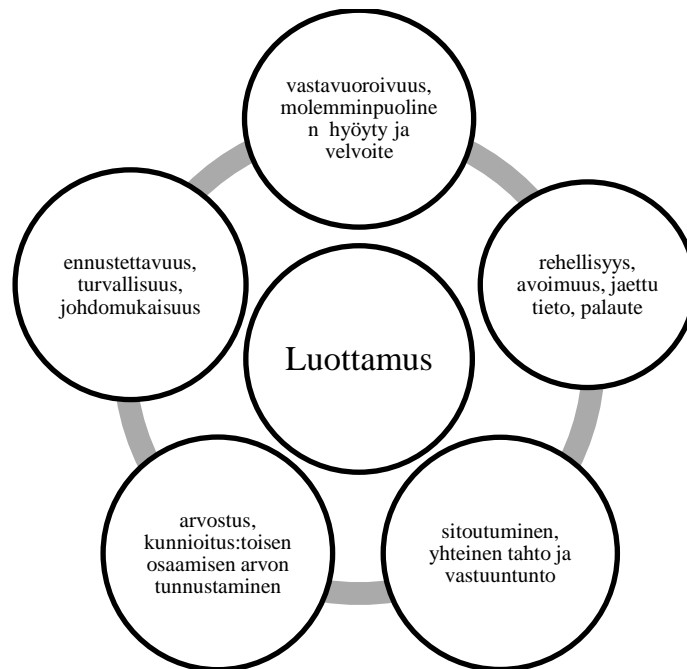 vastavuoroivuus,
molemminpuoline
n hyöty ja
velvoite
rehellisyys,
avoimuus, jaettu
tieto, palaute
sitoutuminen,
yhteinen tahto ja
vastuuntunto
arvostus,
kunnioitus:toisen
osaamisen arvon
tunnustaminen
ennustettavuus,
turvallisuus,
johdomukaisuus
Luottamus